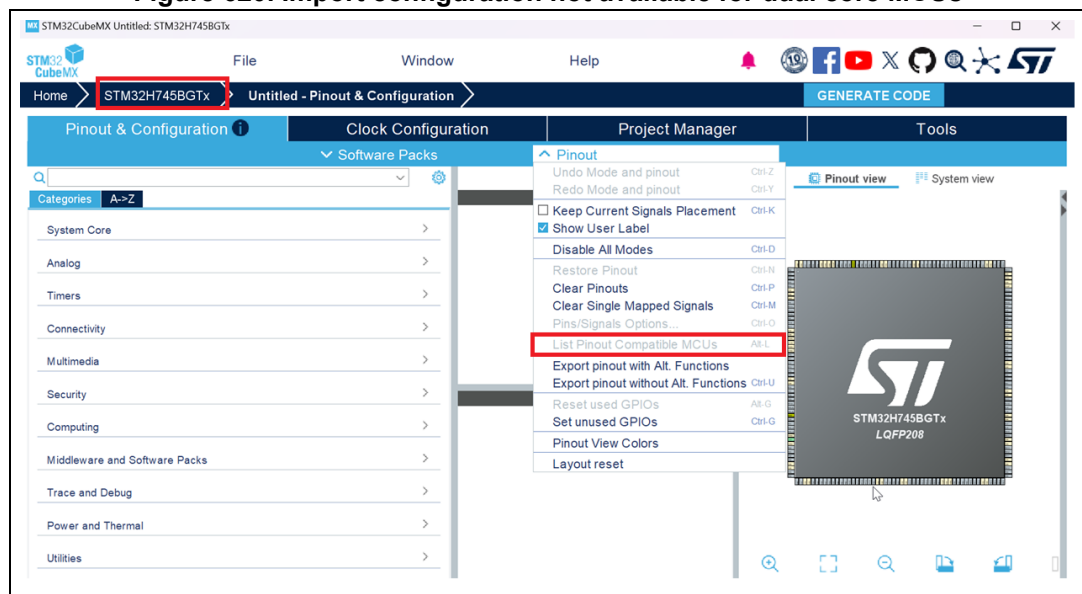 STM32CubeMX Untitled: STM32H745BGTx
STM32 CubeMX File Window Help
Home STM32H745BGTx Untitled - Pinout & Configuration GENERATE CODE
Pinout & Configuration Clock Configuration Project Manager Tools
Software Packs Pinout
Categories A->Z
System Core
Analog
Timers
Connectivity
Multimedia
Security
Computing
Middleware and Software Packs
Trace and Debug
Power and Thermal
Utilities
Undo Mode and pinout Ctrl-Z
Redo Mode and pinout Ctrl-Y
Keep Current Signals Placement Ctrl-K
Show User Label
Disable All Modes Ctrl-D
Restore Pinout Ctrl-N
Clear Pinouts Ctrl-P
Clear Single Mapped Signals Ctrl-M
Pins/Signals Options... Ctrl-O
List Pinout Compatible MCUs Alt-L
Export pinout with Alt. Functions
Export pinout without Alt. Functions Ctrl-U
Reset used GPIOs Alt-G
Set unused GPIOs Ctrl-G
Pinout View Colors
Layout reset
Pinout view System view
STM32H745BGTx
LQFP208